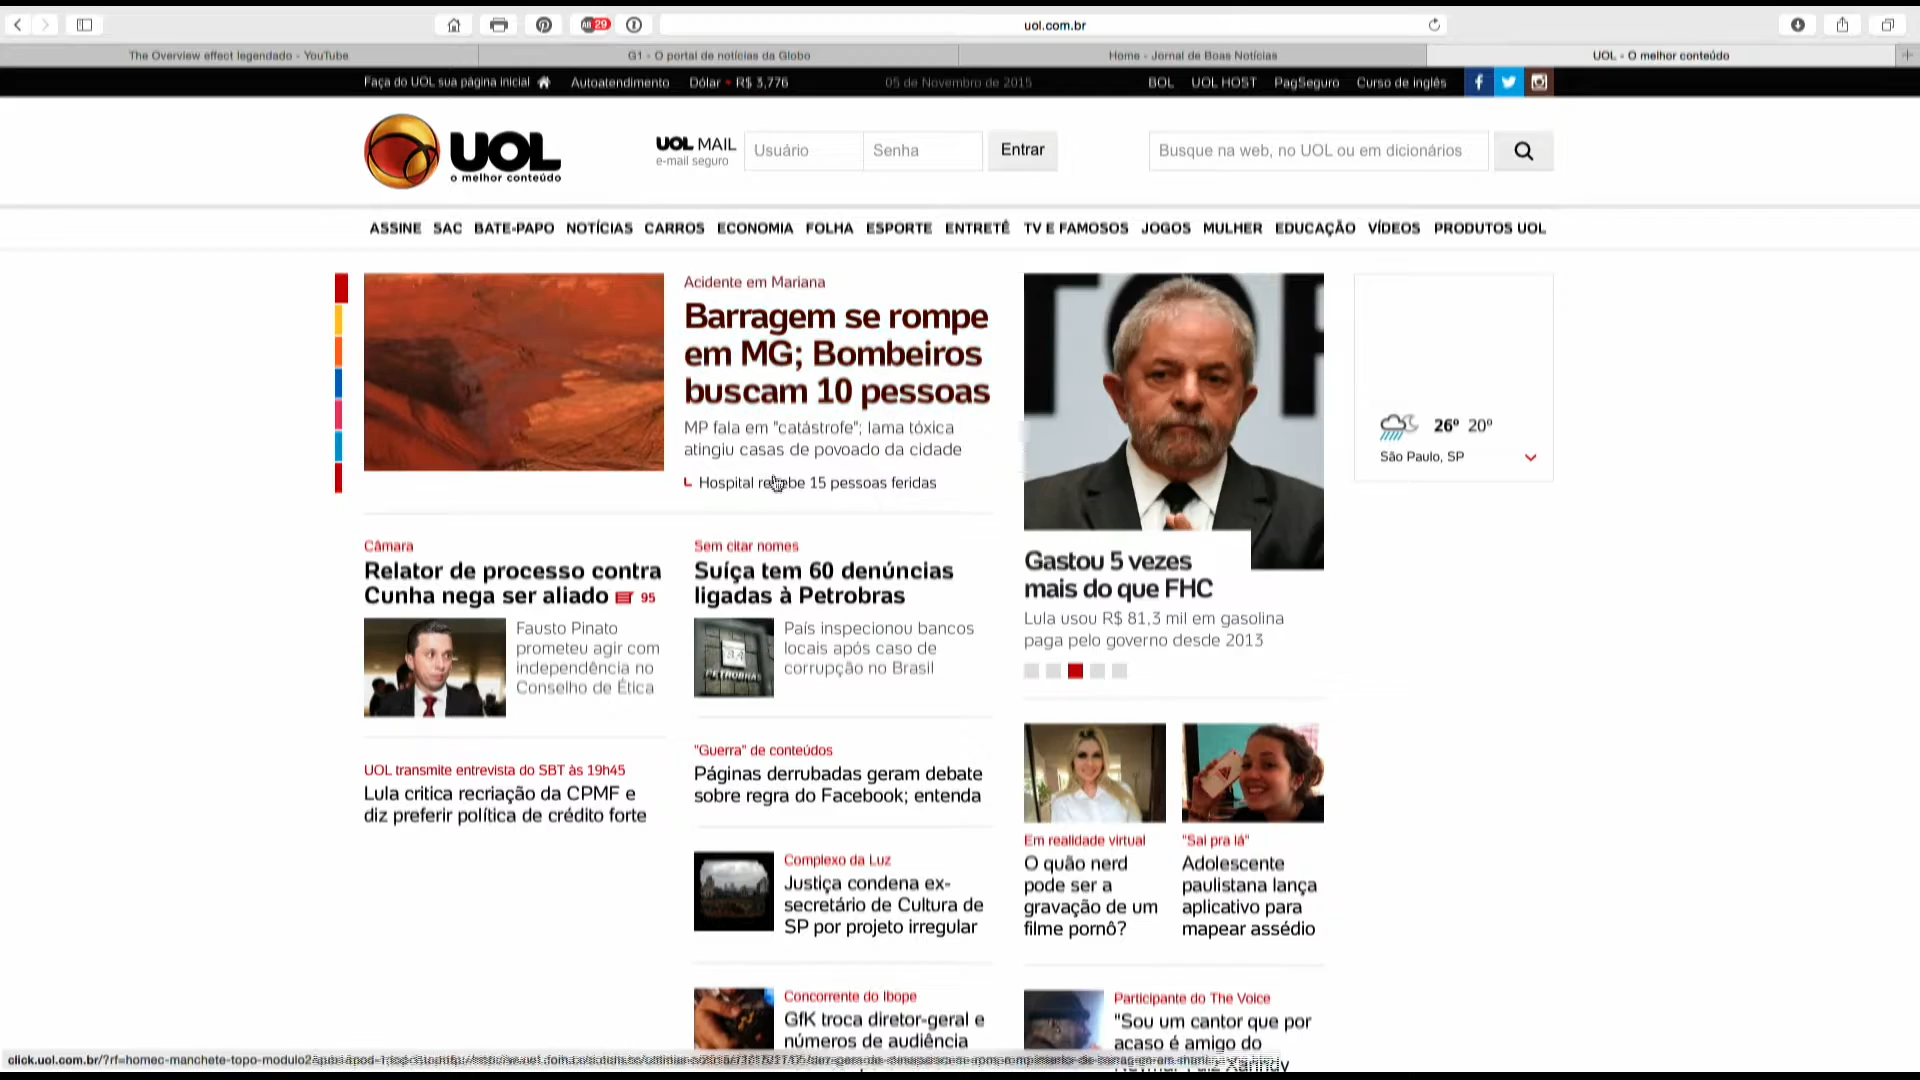 uol.com.br
29
The Overview effect legendado - YouTube
G1 - O portal de notícias da Globo
Home - Jornal de Boas Notícias
UOL - O melhor conteúdo
Faça do UOL sua página inicial
Autoatendimento
Dólar
R$ 3,776
05 de Novembro de 2015
BOL
UOL HOST
PagSeguro
Curso de inglês
UOL
o melhor conteúdo
UOL MAIL
e-mail seguro
Usuário
Senha
Entrar
Busque na web, no UOL ou em dicionários
ASSINE SAC BATE-PAPO NOTÍCIAS CARROS ECONOMIA FOLHA ESPORTE ENTRETÊ TV E FAMOSOS JOGOS MULHER EDUCAÇÃO VÍDEOS PRODUTOS UOL
Acidente em Mariana
Barragem se rompe
em MG; Bombeiros
buscam 10 pessoas
MP fala em "catástrofe"; lama tóxica
atingiu casas de povoado da cidade
Hospital recebe 15 pessoas feridas
Câmara
Relator de processo contra
Cunha nega ser aliado 95
Fausto Pinato
prometeu agir com
independência no
Conselho de Ética
UOL transmite entrevista do SBT às 19h45
Lula critica recriação da CPMF e
diz preferir política de crédito forte
Sem citar nomes
Suíça tem 60 denúncias
ligadas à Petrobras
PETROBRAS
País inspecionou bancos
locais após caso de
corrupção no Brasil
"Guerra" de conteúdos
Páginas derrubadas geram debate
sobre regra do Facebook; entenda
Complexo da Luz
Justiça condena ex-
secretário de Cultura de
SP por projeto irregular
Concorrente do Ibope
GfK troca diretor-geral e
números de audiência
Gastou 5 vezes
mais do que FHC
Lula usou R$ 81,3 mil em gasolina
paga pelo governo desde 2013
Em realidade virtual
O quão nerd
pode ser a
gravação de um
filme pornô?
"Sai pra lá"
Adolescente
paulistana lança
aplicativo para
mapear assédio
Participante do The Voice
"Sou um cantor que por
acaso é amigo do
26º 20º
São Paulo, SP
click.uol.com.br/?rf=homec-manchete-topo-modulo2